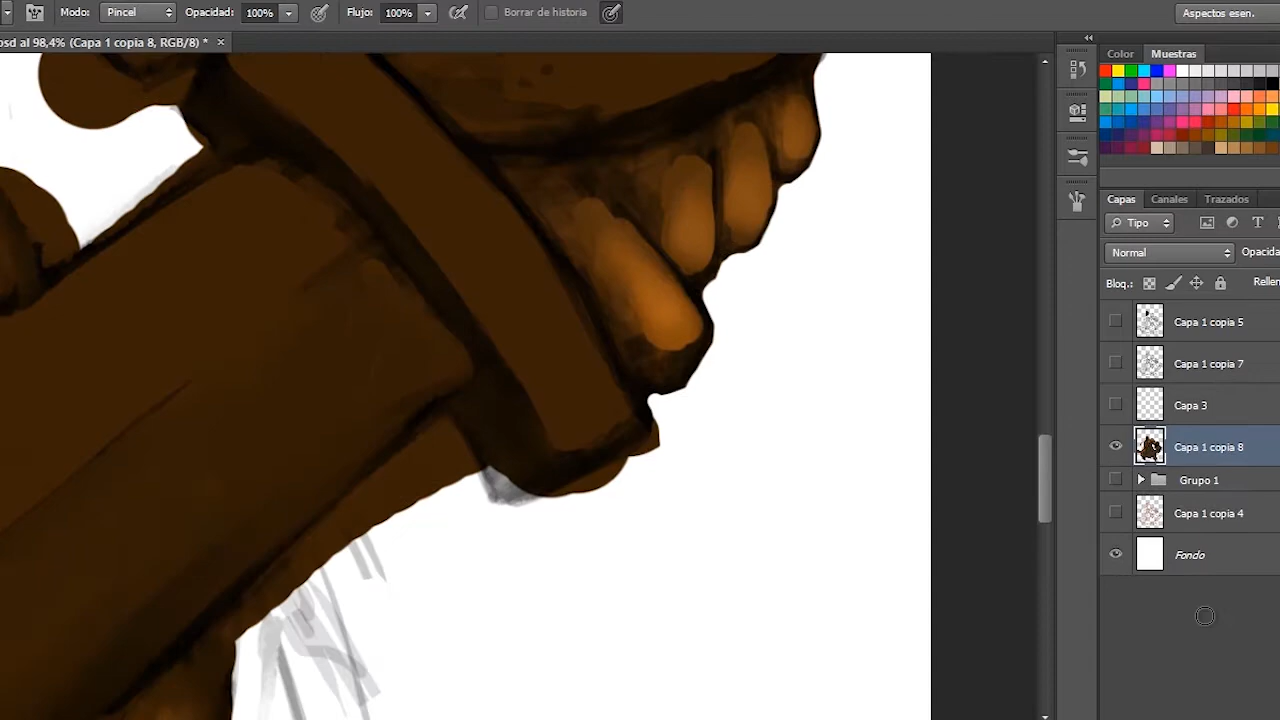 Modo: Pincel Opacidad: 100% Flujo: 100% Borrar de historia Aspectos esen.
osd al 98,4% (Capa 1 copia 8, RGB/8) * ×
Color Muestras
Capas Canales Trazados
Tipo T
Normal Opacida
Bloq.: Reller
Capa 1 copia 5
Capa 1 copia 7
Capa 3
Capa 1 copia 8
Grupo 1
Capa 1 copia 4
Fondo